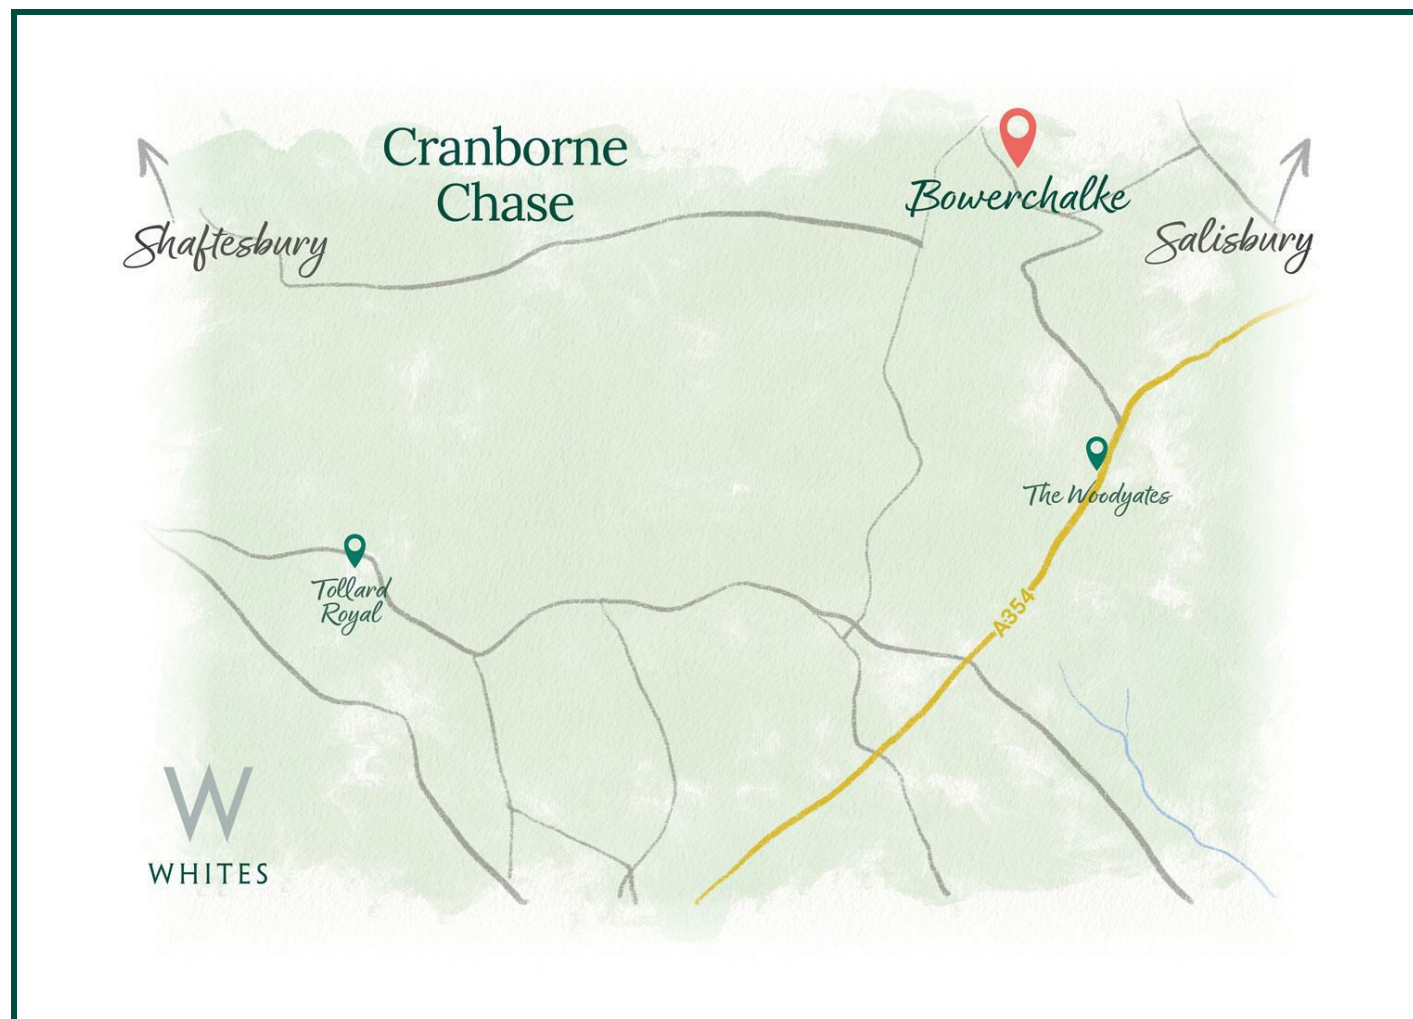 Cranborne
Chase
Bowerchalke
Shaftesbury
Salisbury
The Woodyates
Tollard
Royal
A354
W
WHITES